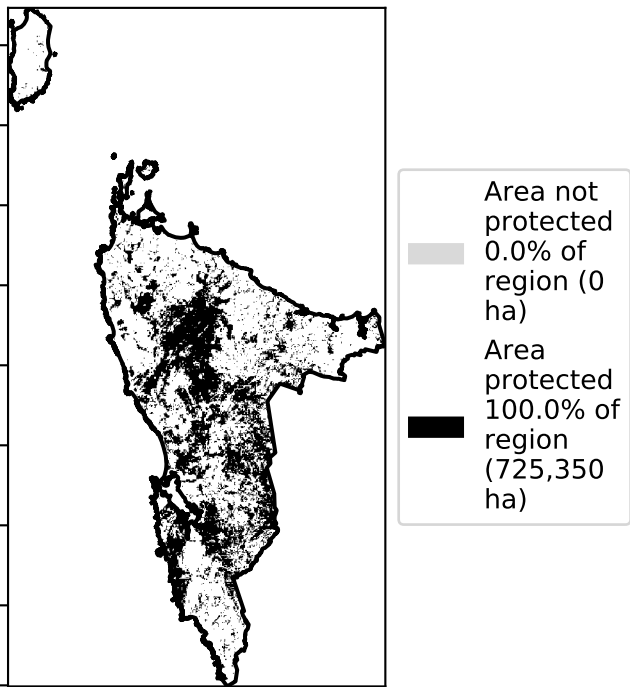 Area not
protected
0.0% of
region (0
ha)
Area
protected
100.0% of
region
(725,350
ha)